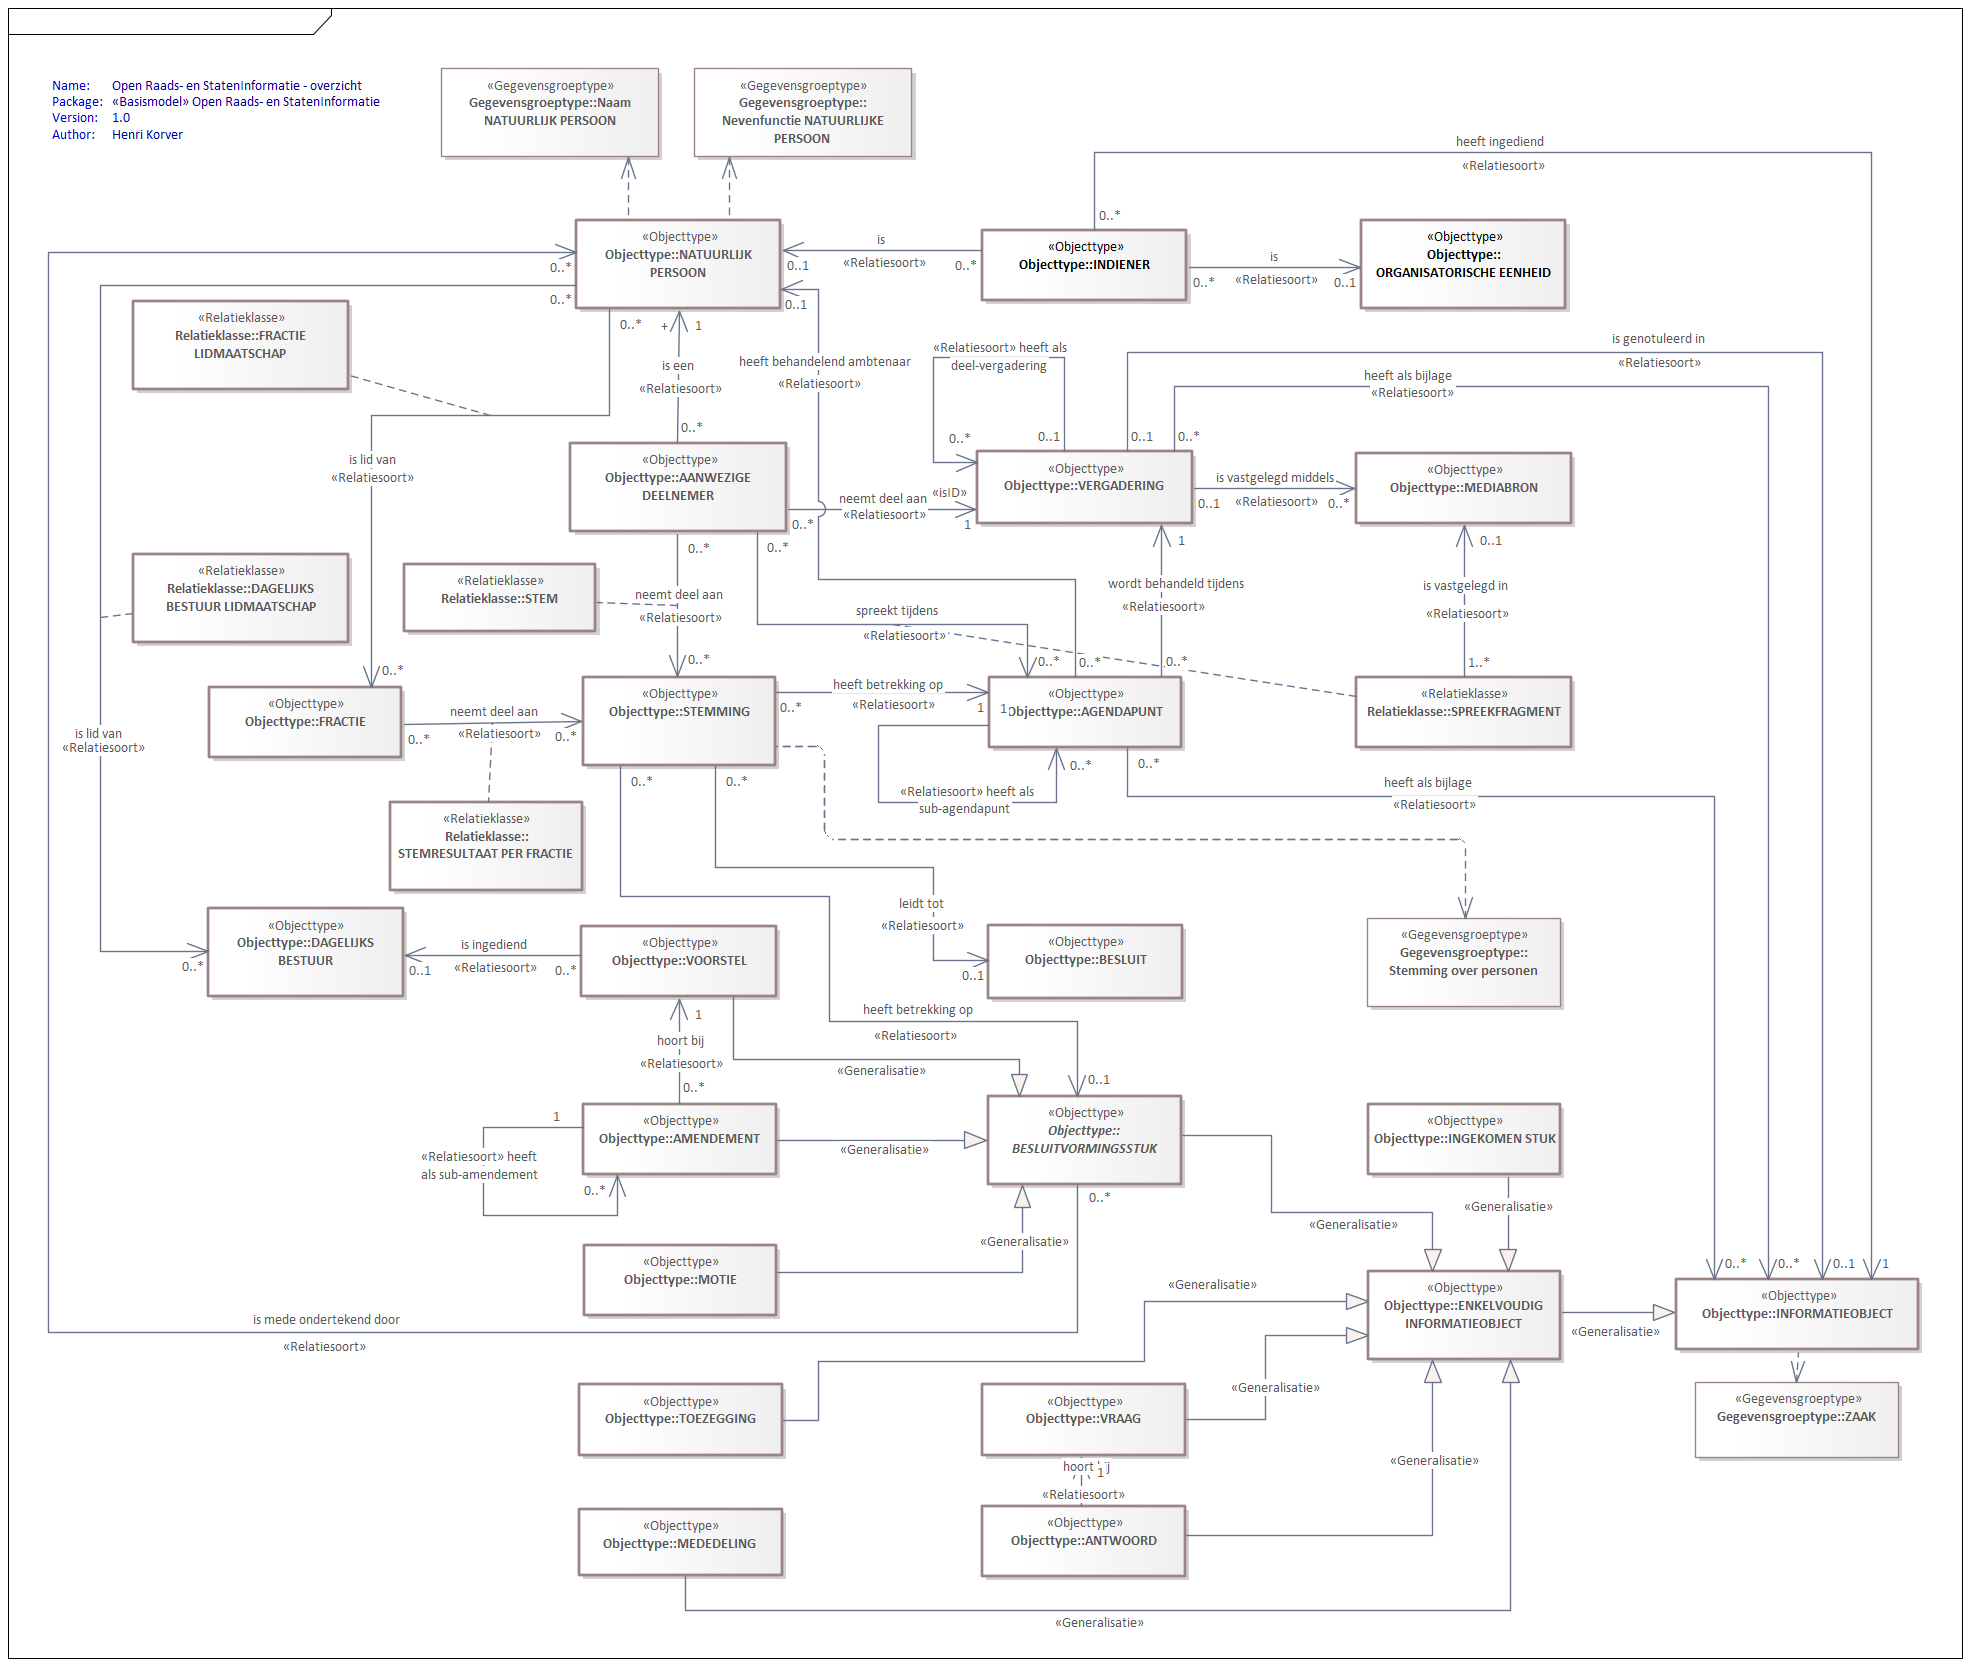 Name: Open Raads- en StatenInformatie - overzicht
Package: «Basismodel» Open Raads- en StatenInformatie
Version: 1.0
Author: Henri Korver
«Gegevensgroeptype»
Gegevensgroeptype::Naam
NATUURLIJK PERSOON
«Gegevensgroeptype»
Gegevensgroeptype::
Nevenfunctie NATUURLIJKE
PERSOON
heeft ingediend
«Relatiesoort»
0..*
«Objecttype»
Objecttype::NATUURLIJK
PERSOON
0..*
0..*
0..*
+
1
0..1
0..1
is
«Relatiesoort»
0..*
«Objecttype»
Objecttype::INDIENER
0..*
is
«Relatiesoort»
0..1
«Objecttype»
Objecttype::
ORGANISATORISCHE EENHEID
«Relatieklasse»
Relatieklasse::FRACTIE
LIDMAATSCHAP
is een
«Relatiesoort»
0..*
heeft behandelend ambtenaar
«Relatiesoort»
«Relatiesoort» heeft als
deel-vergadering
0..*
0..1
is genotuleerd in
«Relatiesoort»
0..1
heeft als bijlage
«Relatiesoort»
0..*
is lid van
«Relatiesoort»
«Objecttype»
Objecttype::AANWEZIGE
DEELNEMER
neemt deel aan
«Relatiesoort»
«isID»
0..*
1
«Objecttype»
Objecttype::VERGADERING
is vastgelegd middels
«Relatiesoort»
0..1
0..*
«Objecttype»
Objecttype::MEDIABRON
0..*
0..*
1
0..1
«Relatieklasse»
Relatieklasse::DAGELIJKS
BESTUUR LIDMAATSCHAP
«Relatieklasse»
Relatieklasse::STEM
neemt deel aan
«Relatiesoort»
0..*
spreekt tijdens
«Relatiesoort»
0..*
0..*
wordt behandeld tijdens
«Relatiesoort»
0..*
is vastgelegd in
«Relatiesoort»
1..*
0..*
«Objecttype»
Objecttype::FRACTIE
neemt deel aan
«Relatiesoort»
0..*
0..*
«Objecttype»
Objecttype::STEMMING
heeft betrekking op
«Relatiesoort»
0..*
1
1
«Objecttype»
Objecttype::AGENDAPUNT
«Relatieklasse»
Relatieklasse::SPREEKFRAGMENT
is lid van
«Relatiesoort»
0..*
0..*
0..*
0..*
«Relatiesoort» heeft als
sub-agendapunt
heeft als bijlage
«Relatiesoort»
«Relatieklasse»
Relatieklasse::
STEMRESULTAAT PER FRACTIE
leidt tot
«Relatiesoort»
0..1
«Objecttype»
Objecttype::DAGELIJKS
BESTUUR
0..*
is ingediend
«Relatiesoort»
0..1
0..*
«Objecttype»
Objecttype::VOORSTEL
«Objecttype»
Objecttype::BESLUIT
«Gegevensgroeptype»
Gegevensgroeptype::
Stemming over personen
1
hoort bij
«Relatiesoort»
0..*
heeft betrekking op
«Relatiesoort»
«Generalisatie»
0..1
1
«Relatiesoort» heeft
als sub-amendement
0..*
«Objecttype»
Objecttype::AMENDEMENT
«Generalisatie»
«Objecttype»
Objecttype::
BESLUITVORMINGSSTUK
0..*
«Objecttype»
Objecttype::INGEKOMEN STUK
«Generalisatie»
«Generalisatie»
«Generalisatie»
«Objecttype»
Objecttype::MOTIE
0..*
0..*
0..1
1
«Generalisatie»
«Objecttype»
Objecttype::ENKELVOUDIG
INFORMATIEOBJECT
«Generalisatie»
«Objecttype»
Objecttype::INFORMATIEOBJECT
is mede ondertekend door
«Relatiesoort»
«Objecttype»
Objecttype::TOEZEGGING
«Objecttype»
Objecttype::VRAAG
«Generalisatie»
«Gegevensgroeptype»
Gegevensgroeptype::ZAAK
hoort bij
1
«Relatiesoort»
«Generalisatie»
«Objecttype»
Objecttype::MEDEDELING
«Objecttype»
Objecttype::ANTWOORD
«Generalisatie»